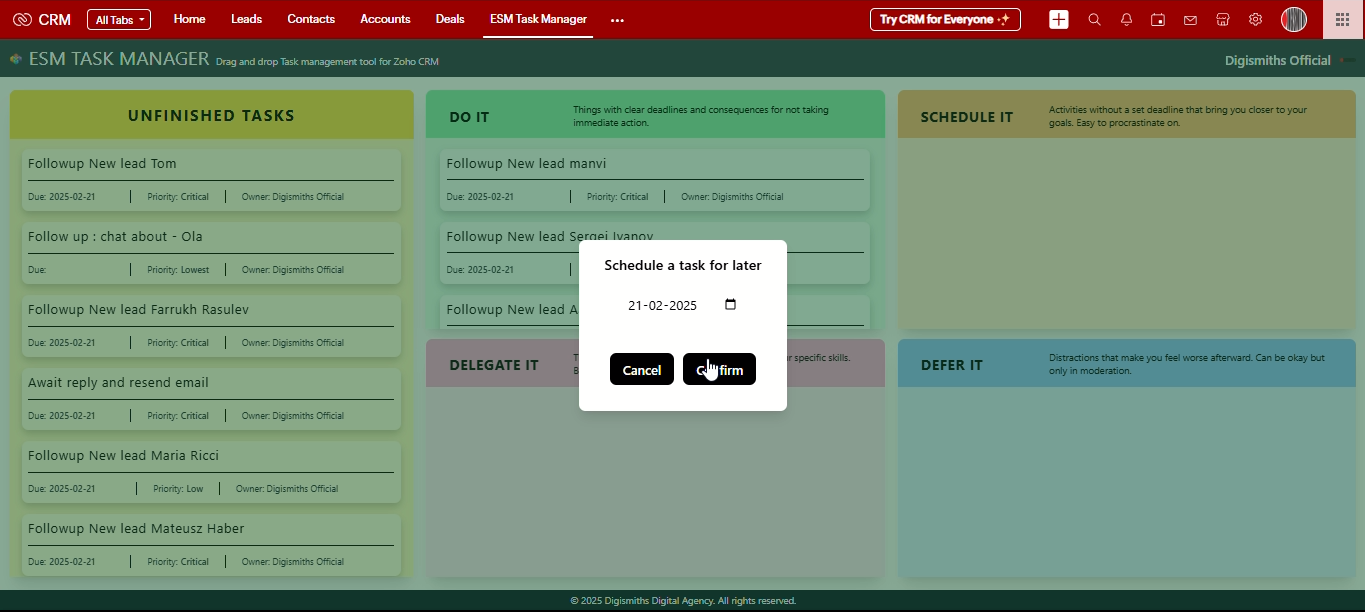 CRM All Tabs Home Leads Contacts Accounts Deals ESM Task Manager ... Try CRM for Everyone
ESM TASK MANAGER Drag and drop Task management tool for Zoho CRM Digismiths Official
UNFINISHED TASKS
Followup New lead Tom
Due: 2025-02-21 Priority: Critical Owner: Digismiths Official
Follow up : chat about - Ola
Due: Priority: Lowest Owner: Digismiths Official
Followup New lead Farrukh Rasulev
Due: 2025-02-21 Priority: Critical Owner: Digismiths Official
Await reply and resend email
Due: 2025-02-21 Priority: Critical Owner: Digismiths Official
Followup New lead Maria Ricci
Due: 2025-02-21 Priority: Low Owner: Digismiths Official
Followup New lead Mateusz Haber
Due: 2025-02-21 Priority: Critical Owner: Digismiths Official
DO IT
Things with clear deadlines and consequences for not taking
immediate action.
Followup New lead manvi
Due: 2025-02-21 Priority: Critical Owner: Digismiths Official
Followup New lead Sergei Ivanov
Due: 2025-02-21
Followup New lead
SCHEDULE IT
Activities without a set deadline that bring you closer to your
goals. Easy to procrastinate on.
Schedule a task for later
21-02-2025
Cancel Confirm
DELEGATE IT
specific skills.
DEFER IT
Distractions that make you feel worse afterward. Can be okay but
only in moderation.
© 2025 Digismiths Digital Agency. All rights reserved.